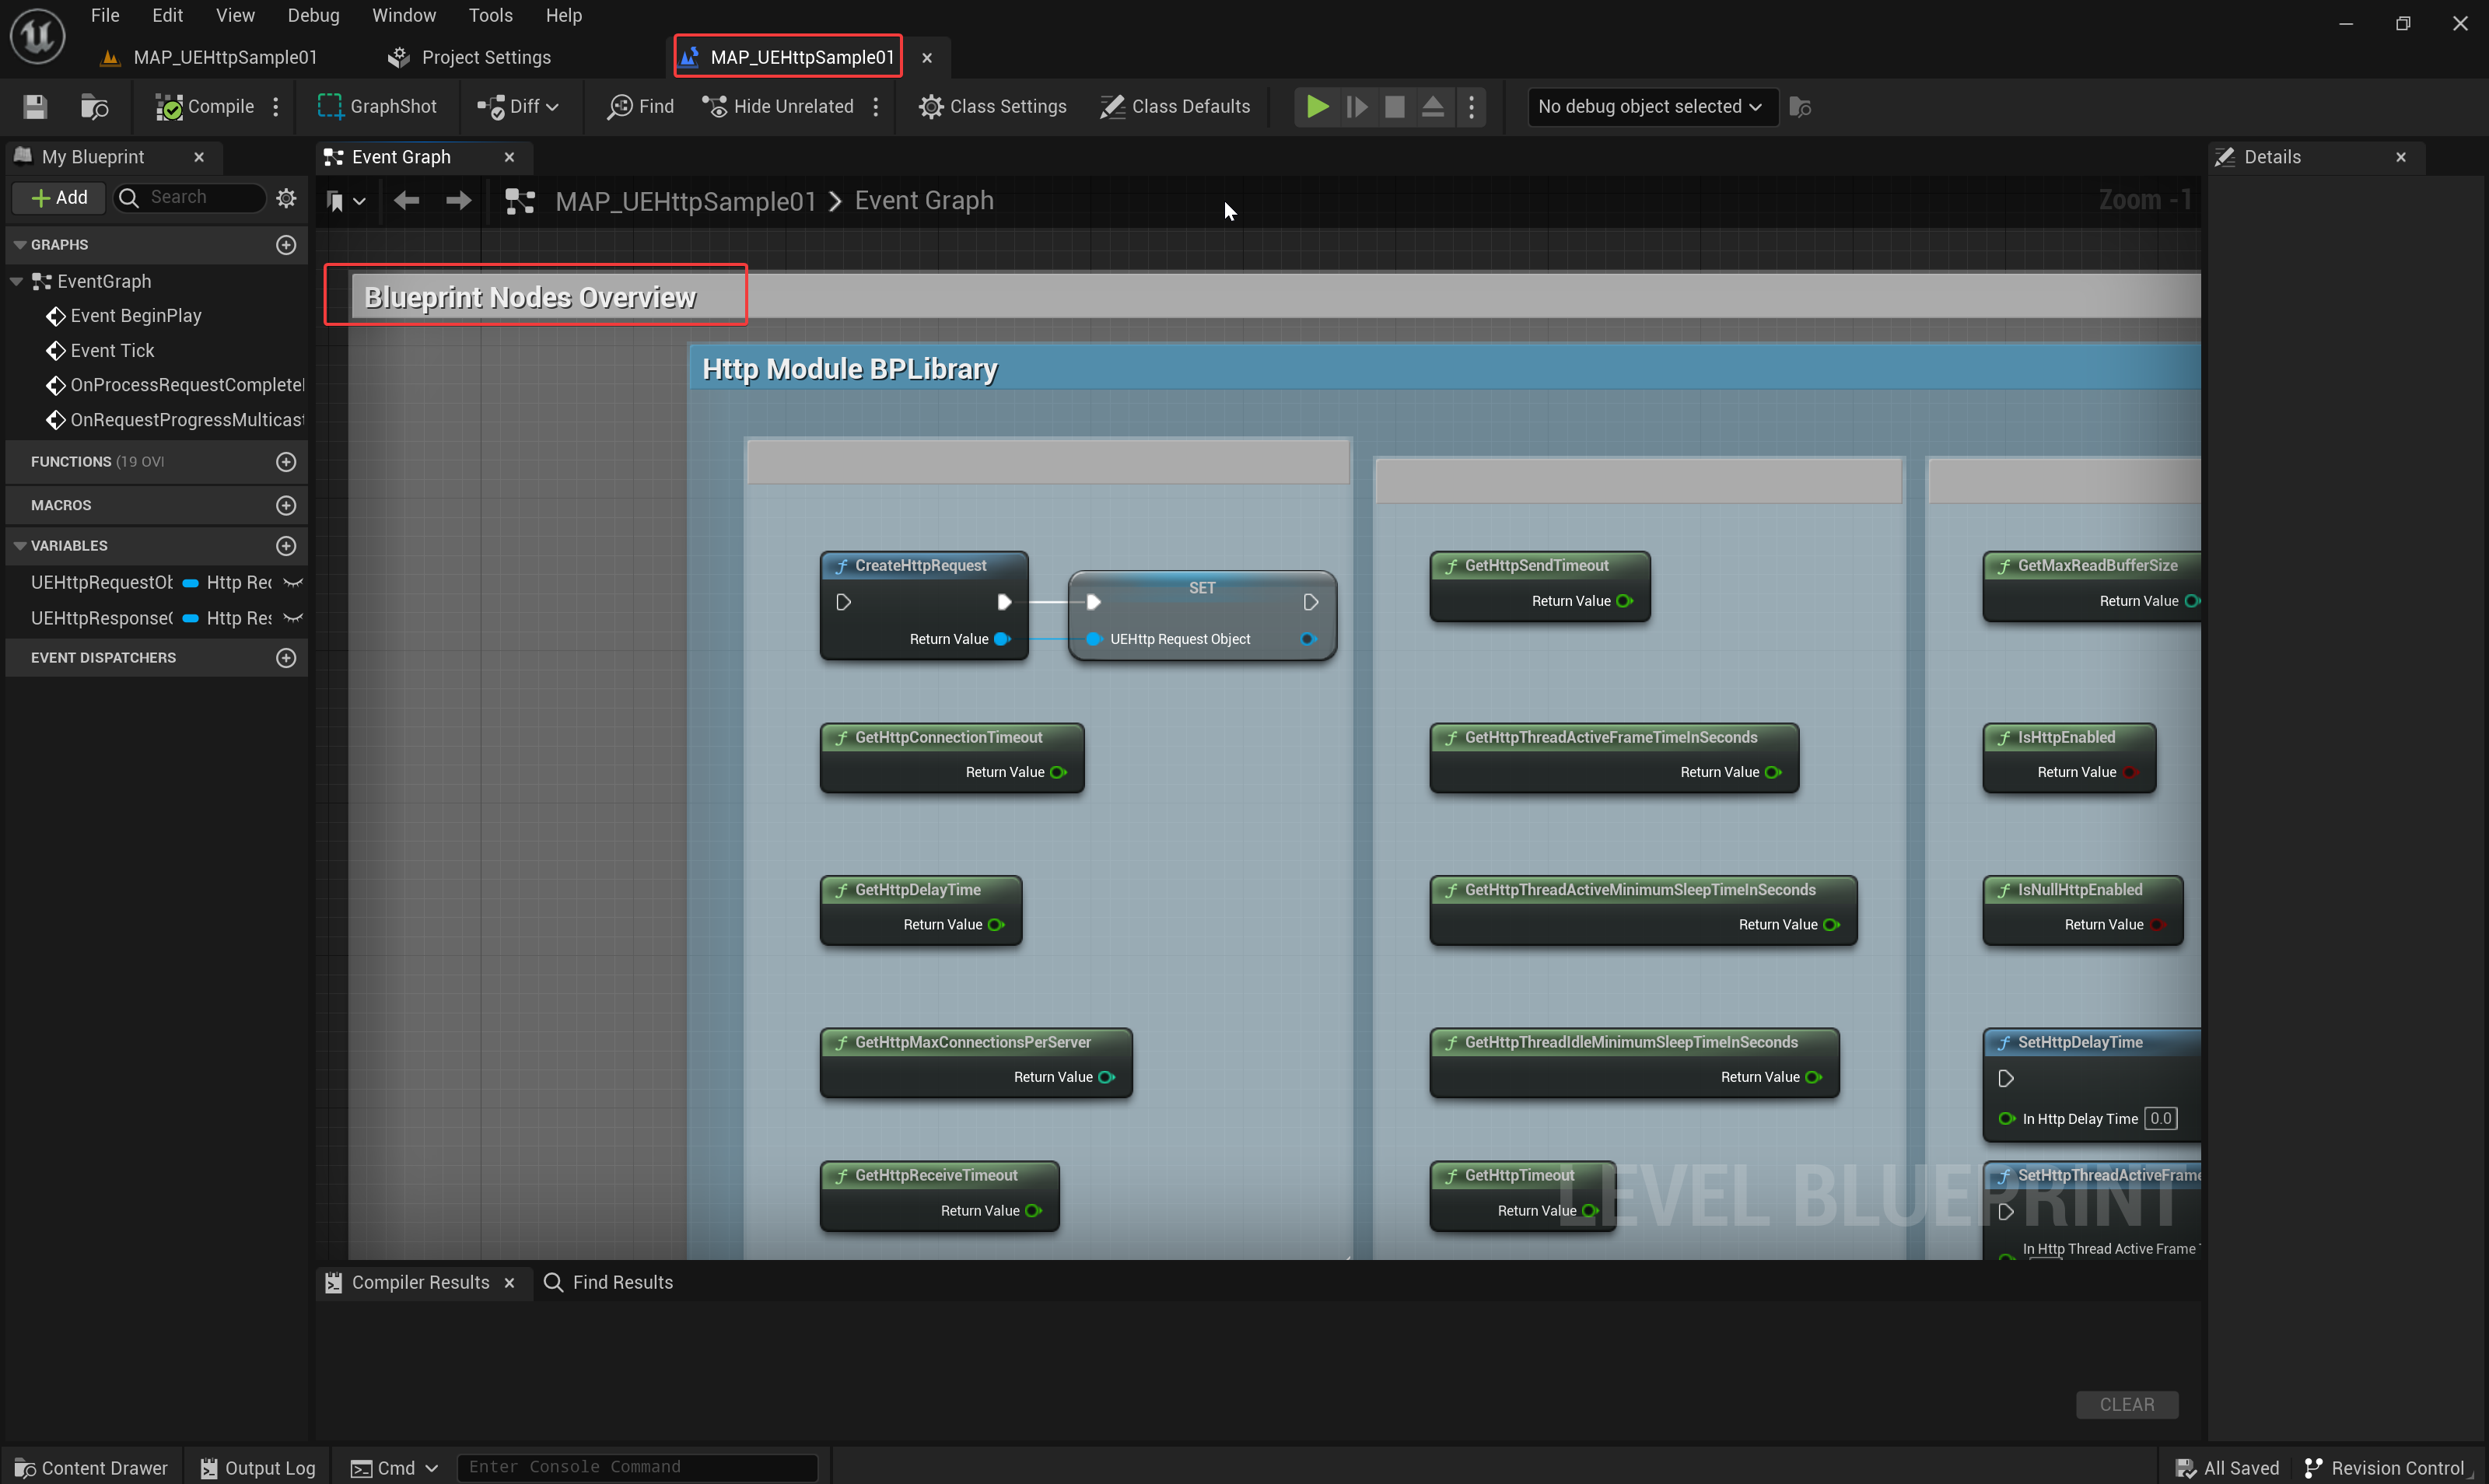 File Edit View Debug Window Tools Help
MAP_UEHttpSample01 Project Settings MAP_UEHttpSample01
Compile GraphShot Diff Find Hide Unrelated Class Settings Class Defaults No debug object selected
My Blueprint Event Graph Details
Add Search MAP_UEHttpSample01 > Event Graph Zoom -1
GRAPHS
EventGraph
Event BeginPlay
Event Tick
OnProcessRequestComplete
OnRequestProgressMulticast
FUNCTIONS (19 OVI
MACROS
VARIABLES
UEHttpRequestOb Http Rec
UEHttpResponse Http Res
EVENT DISPATCHERS
Blueprint Nodes Overview
Http Module BPLibrary
CreateHttpRequest
Return Value
SET
UEHttp Request Object
GetHttpConnectionTimeout
Return Value
GetHttpDelayTime
Return Value
GetHttpMaxConnectionsPerServer
Return Value
GetHttpReceiveTimeout
Return Value
GetHttpSendTimeout
Return Value
GetHttpThreadActiveFrameTimeInSeconds
Return Value
GetHttpThreadActiveMinimumSleepTimeInSeconds
Return Value
GetHttpThreadIdleMinimumSleepTimeInSeconds
Return Value
GetHttpTimeout
Return Value
GetMaxReadBufferSize
Return Value
IsHttpEnabled
Return Value
IsNullHttpEnabled
Return Value
SetHttpDelayTime
In Http Delay Time 0.0
SetHttpThreadActiveFrame
In Http Thread Active Frame
LEVEL BLUEPRINT
Compiler Results Find Results
CLEAR
Content Drawer Output Log Cmd Enter Console Command All Saved Revision Control